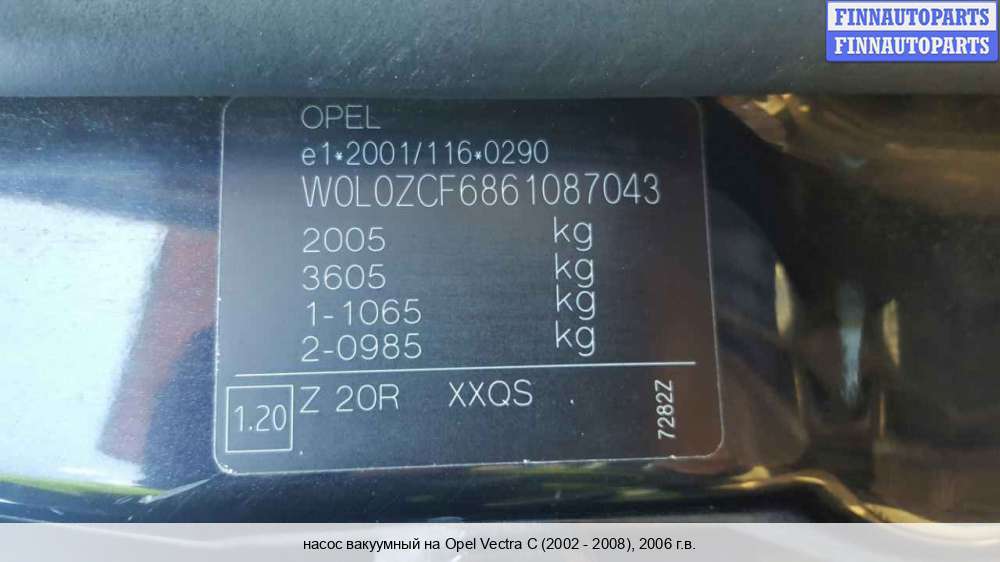 FINNAUTOPARTS
FINNAUTOPARTS
OPEL
e1*2001/116*0290
W0L0ZCF6861087043
2005 kg
3605 kg
1-1065 kg
2-0985 kg
1.20 Z 20R XXQS 7282Z
насос вакуумный на Opel Vectra C (2002 - 2008), 2006 г.в.